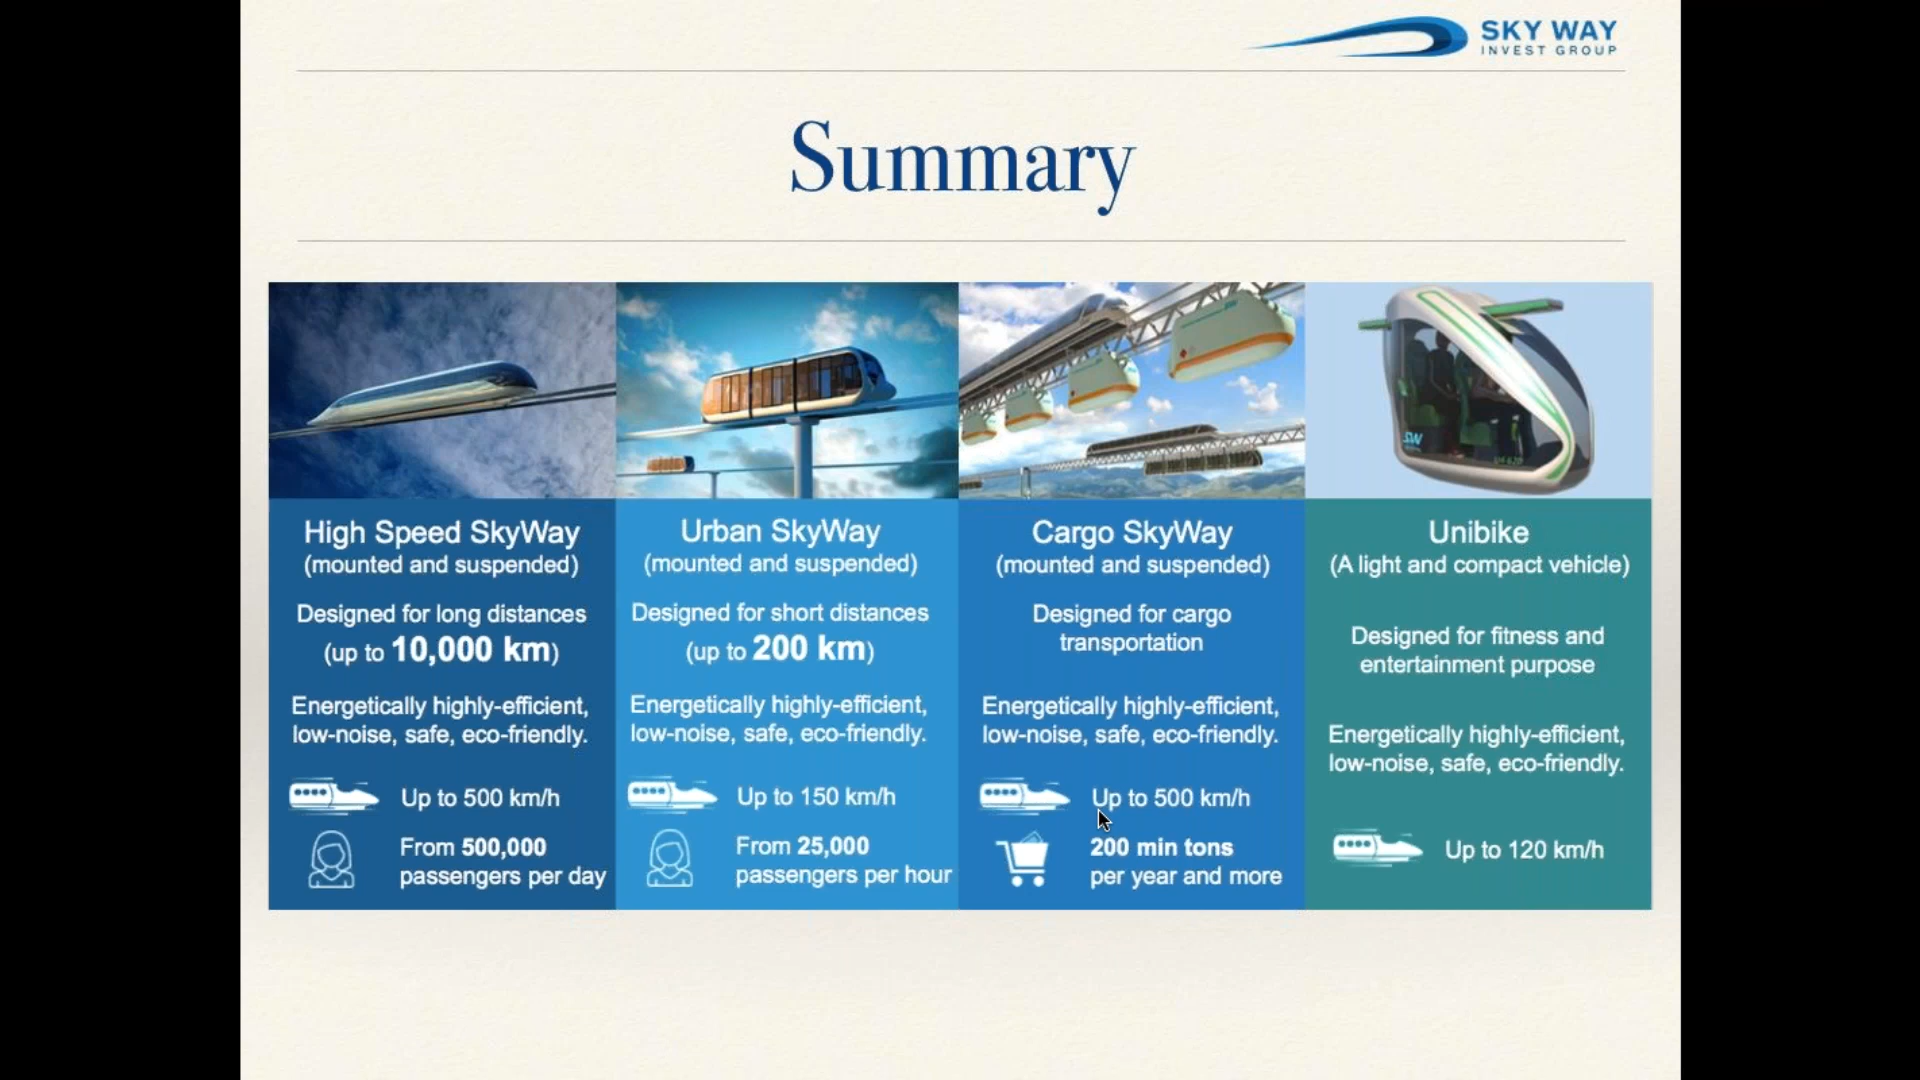 SKY WAY
INVEST GROUP
Summary
High Speed SkyWay
(mounted and suspended)
Designed for long distances
(up to 10,000 km)
Energetically highly-efficient,
low-noise, safe, eco-friendly.
Up to 500 km/h
From 500,000
passengers per day
Urban SkyWay
(mounted and suspended)
Designed for short distances
(up to 200 km)
Energetically highly-efficient,
low-noise, safe, eco-friendly.
Up to 150 km/h
From 25,000
passengers per hour
Cargo SkyWay
(mounted and suspended)
Designed for cargo
transportation
Energetically highly-efficient,
low-noise, safe, eco-friendly.
Up to 500 km/h
200 min tons
per year and more
SW
Unibike
(A light and compact vehicle)
Designed for fitness and
entertainment purpose
Energetically highly-efficient,
low-noise, safe, eco-friendly.
Up to 120 km/h